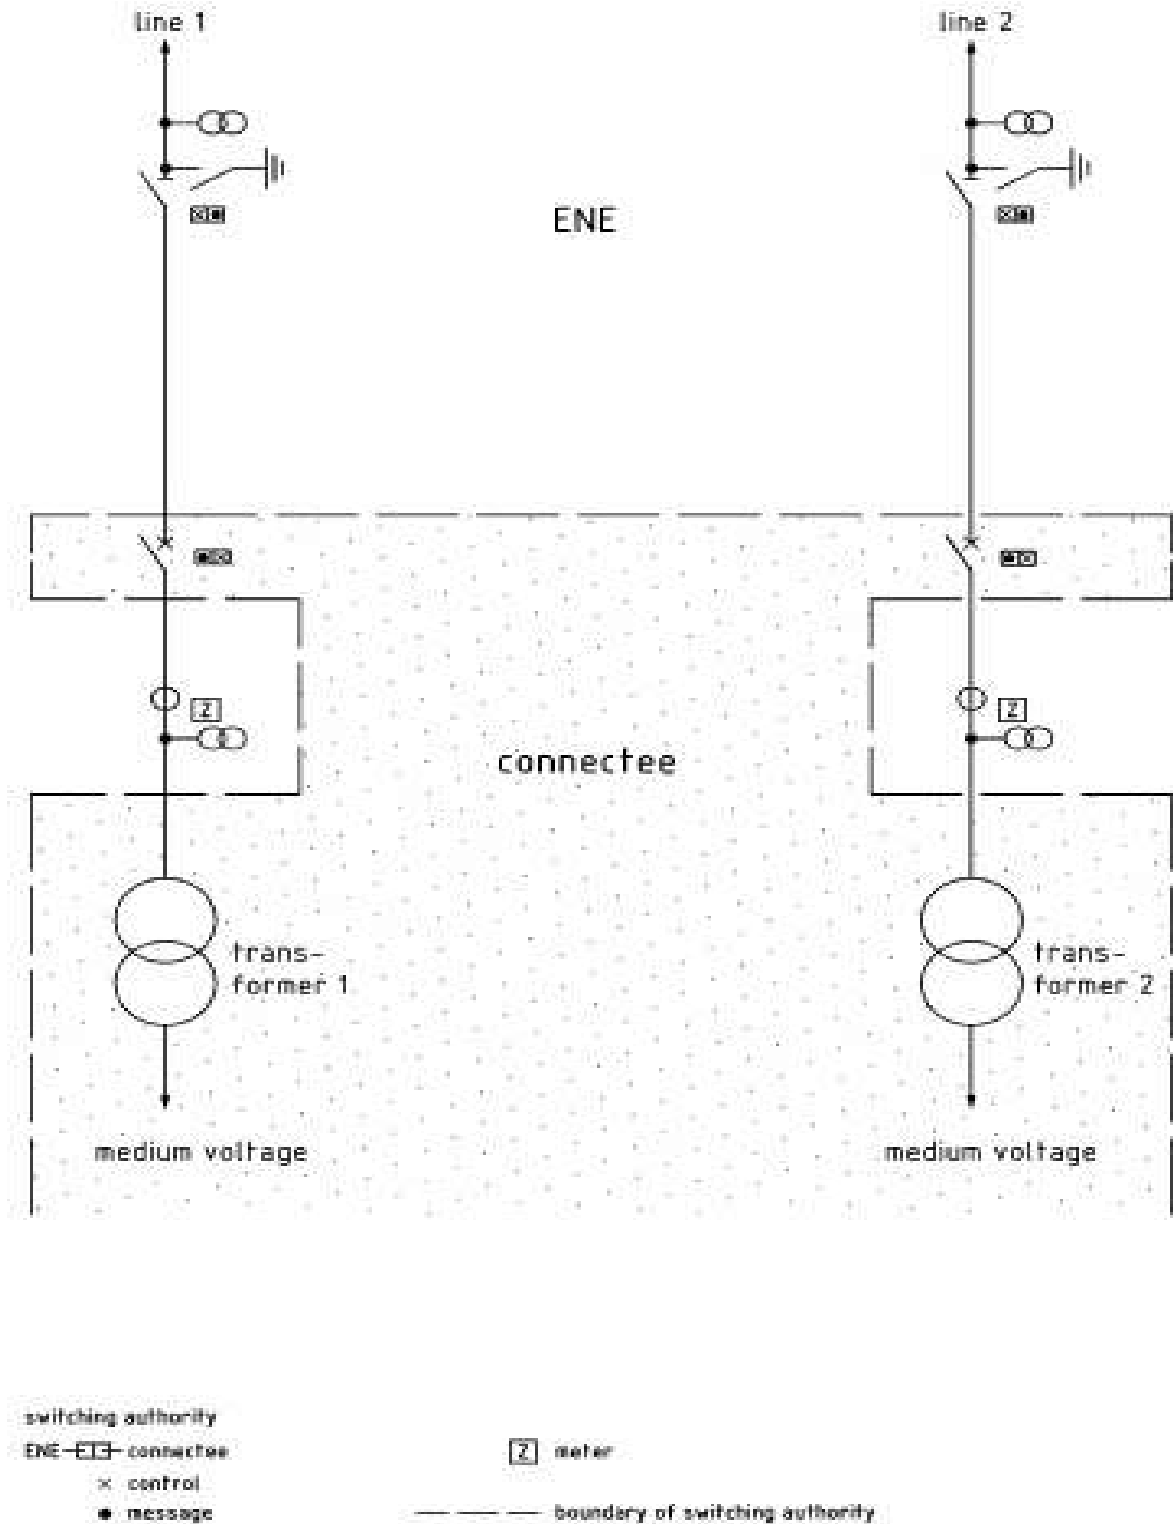 line 1
line 2
ENE
Z
Z
connectee
trans-
former 1
trans-
former 2
medium voltage
medium voltage
switching authority
ENE connectee
Z meter
× control
• message
boundary of switching authority